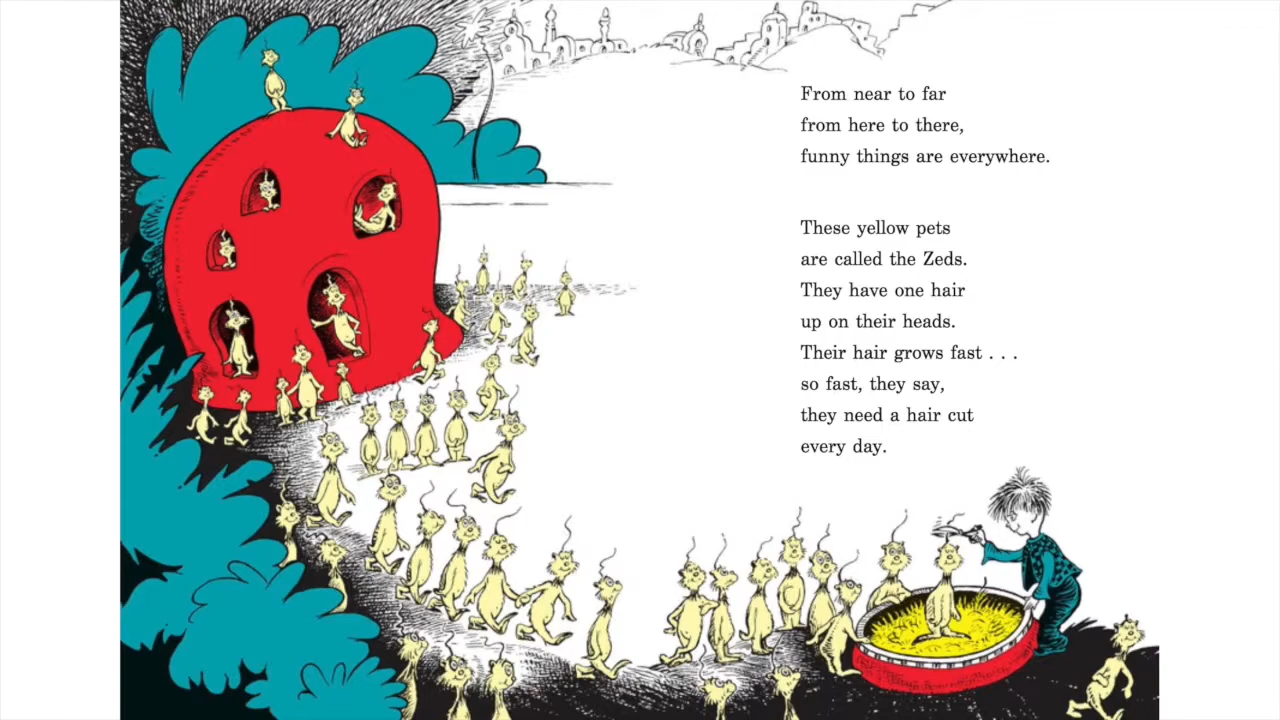 From near to far
from here to there,
funny things are everywhere.
These yellow pets
are called the Zeds.
They have one hair
up on their heads.
Their hair grows fast . . .
so fast, they say,
they need a hair cut
every day.